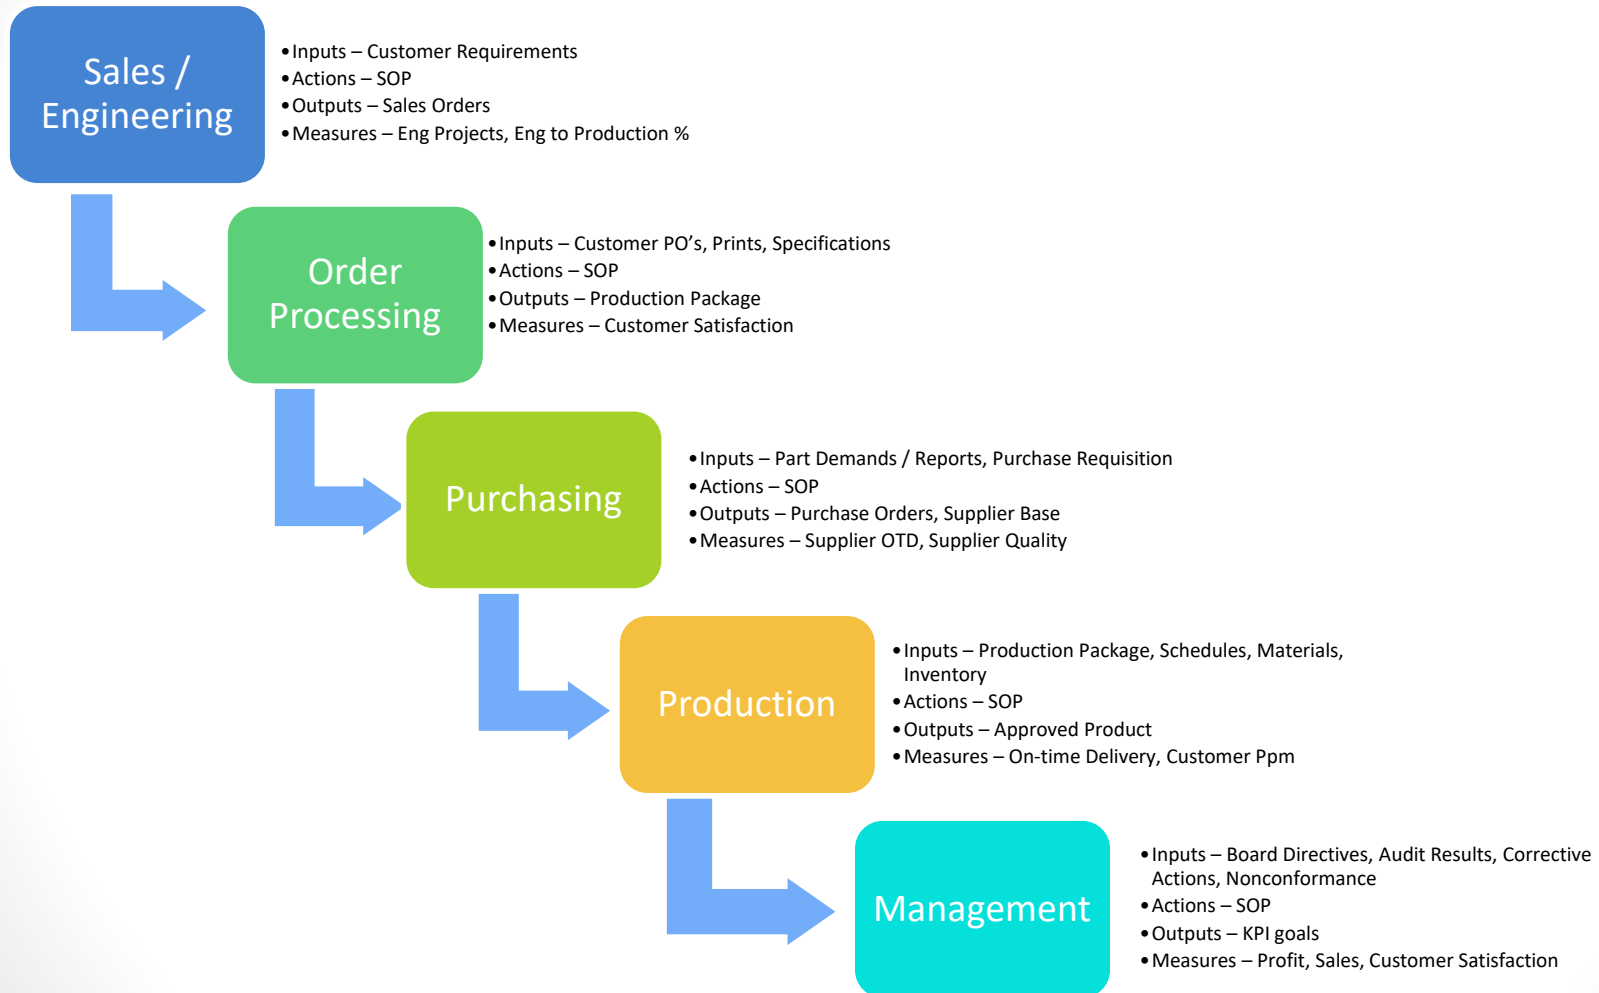 Sales /
Engineering
•Inputs – Customer Requirements
•Actions – SOP
•Outputs – Sales Orders
•Measures – Eng Projects, Eng to Production %
Order
Processing
•Inputs – Customer PO’s, Prints, Specifications
•Actions – SOP
•Outputs – Production Package
•Measures – Customer Satisfaction
Purchasing
•Inputs – Part Demands / Reports, Purchase Requisition
•Actions – SOP
•Outputs – Purchase Orders, Supplier Base
•Measures – Supplier OTD, Supplier Quality
Production
•Inputs – Production Package, Schedules, Materials,
Inventory
•Actions – SOP
•Outputs – Approved Product
•Measures – On-time Delivery, Customer Ppm
Management
•Inputs – Board Directives, Audit Results, Corrective
Actions, Nonconformance
•Actions – SOP
•Outputs – KPI goals
•Measures – Profit, Sales, Customer Satisfaction